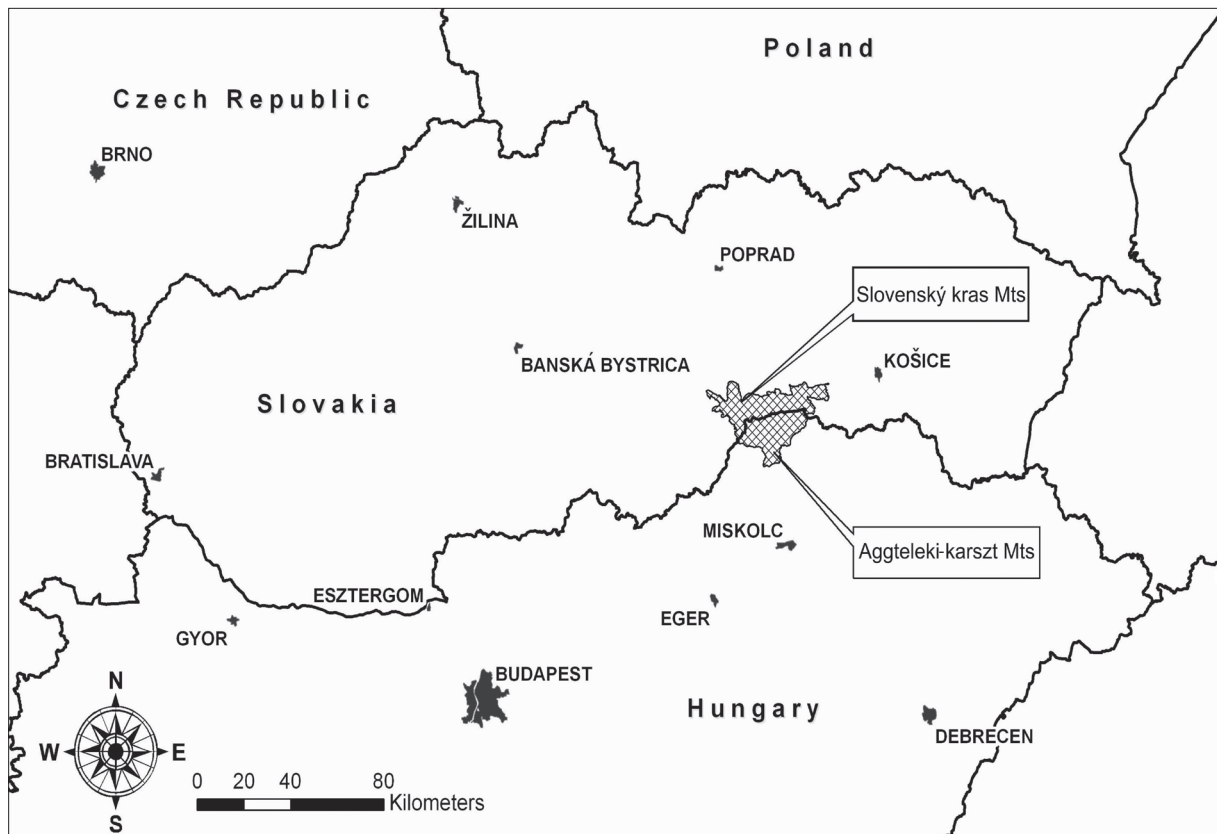 Poland
Czech Republic
BRNO
ŽILINA
POPRAD
Slovenský kras Mts
BANSKÁ BYSTRICA
KOŠICE
Slovakia
BRATISLAVA
MISKOLC
Aggteleki-karszt Mts
ESZTERGOM
EGER
GYOR
BUDAPEST
Hungary
DEBRECEN
N
W E
S
0 20 40 80
Kilometers